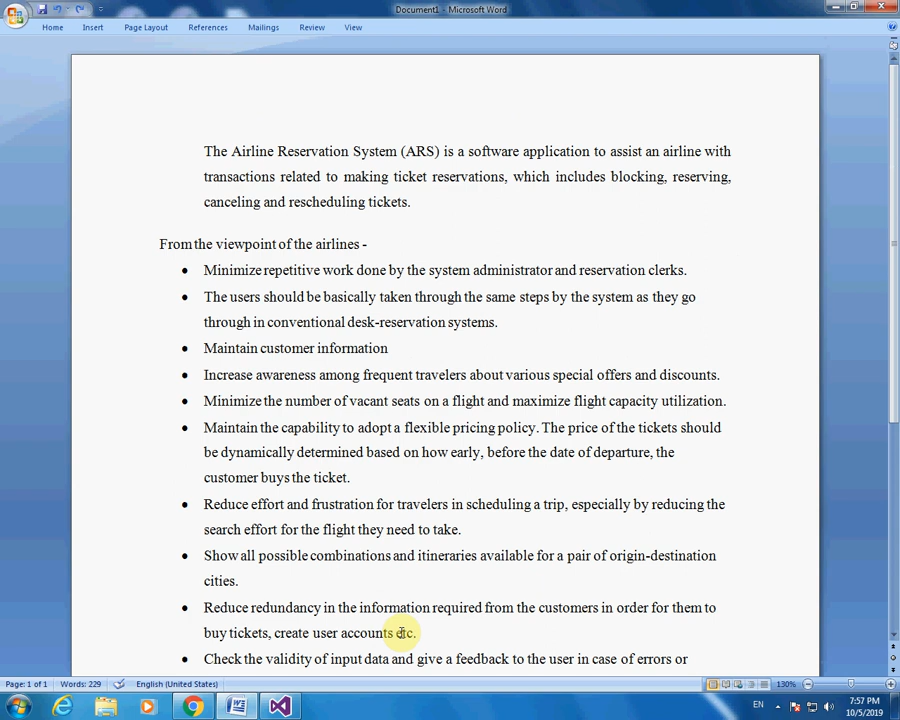 Document1 - Microsoft Word
Home Insert Page Layout References Mailings Review View
The Airline Reservation System (ARS) is a software application to assist an airline with
transactions related to making ticket reservations, which includes blocking, reserving,
canceling and rescheduling tickets.
From the viewpoint of the airlines -
• Minimize repetitive work done by the system administrator and reservation clerks.
• The users should be basically taken through the same steps by the system as they go
through in conventional desk-reservation systems.
• Maintain customer information
• Increase awareness among frequent travelers about various special offers and discounts.
• Minimize the number of vacant seats on a flight and maximize flight capacity utilization.
• Maintain the capability to adopt a flexible pricing policy. The price of the tickets should
be dynamically determined based on how early, before the date of departure, the
customer buys the ticket.
• Reduce effort and frustration for travelers in scheduling a trip, especially by reducing the
search effort for the flight they need to take.
• Show all possible combinations and itineraries available for a pair of origin-destination
cities.
• Reduce redundancy in the information required from the customers in order for them to
buy tickets, create user accounts etc.
• Check the validity of input data and give a feedback to the user in case of errors or
Page: 1 of 1 Words: 229 English (United States) 130%
EN 7:57 PM
10/5/2019